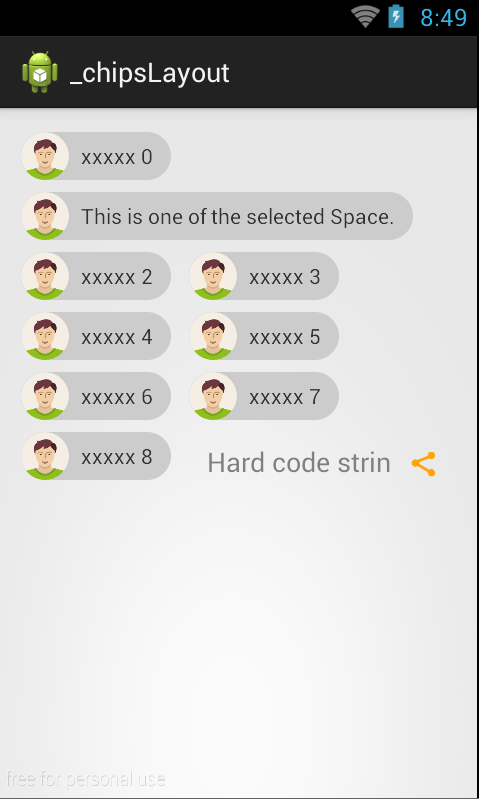 8:49
_chipsLayout
xxxxx 0
This is one of the selected Space.
xxxxx 2 xxxxx 3
xxxxx 4 xxxxx 5
xxxxx 6 xxxxx 7
xxxxx 8 Hard code strin
free for personal use